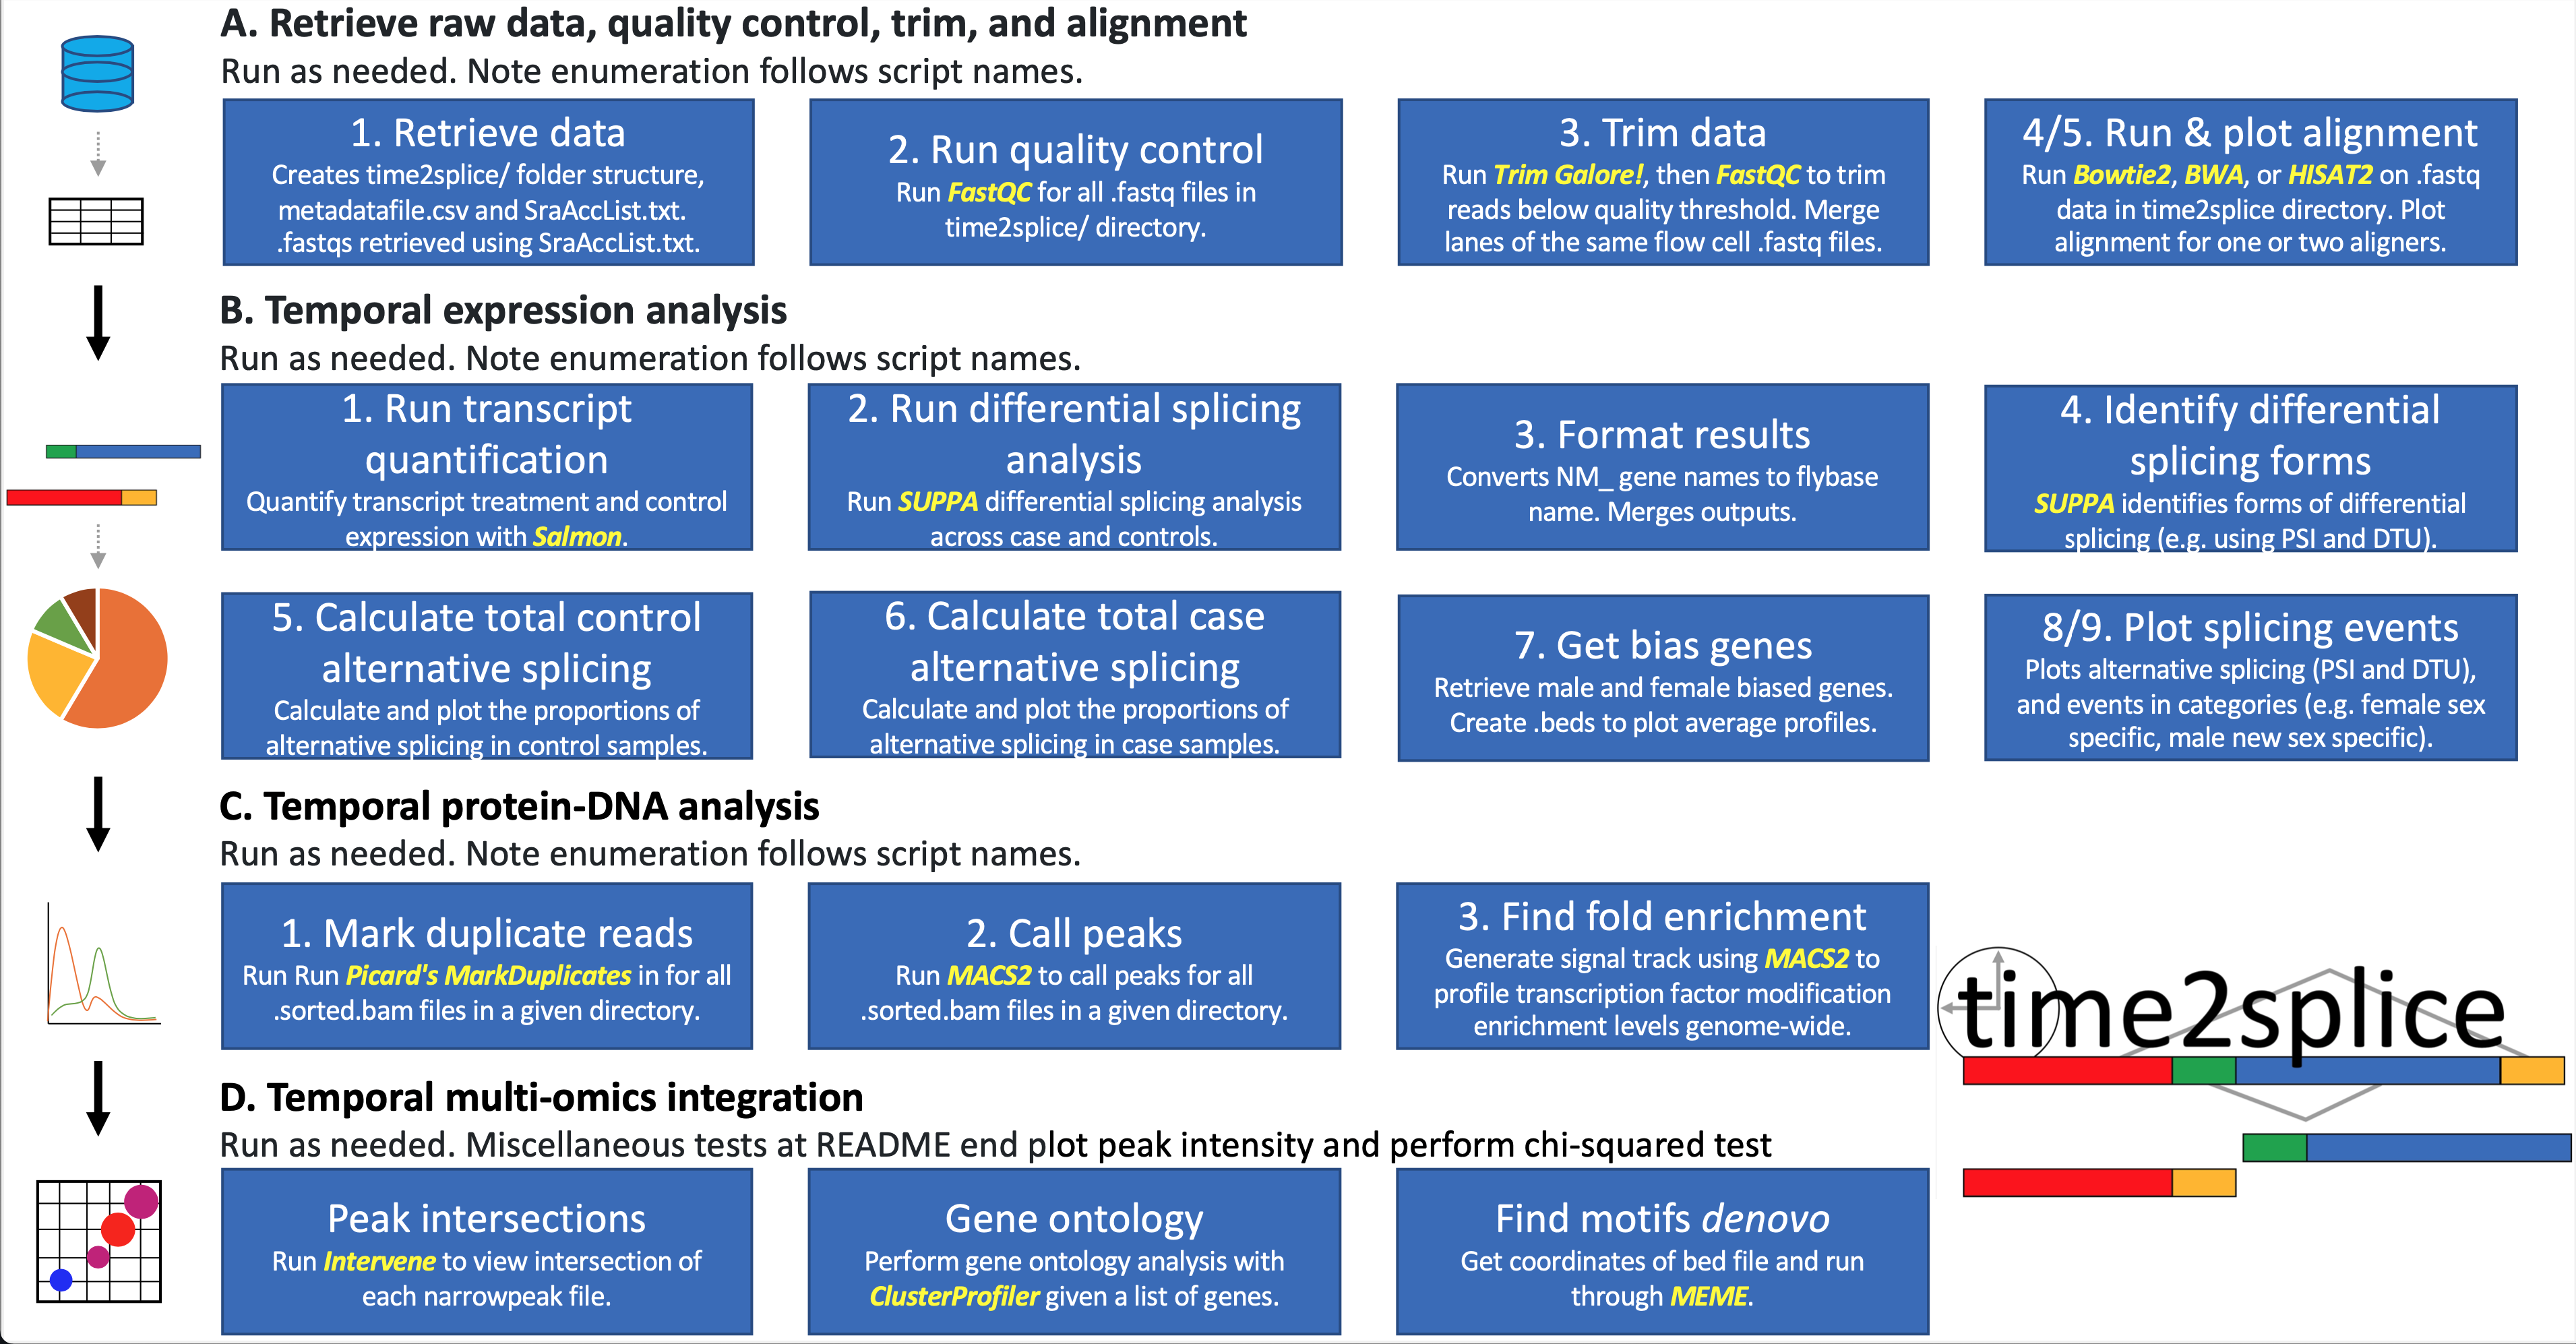 A. Retrieve raw data, quality control, trim, and alignment
Run as needed. Note enumeration follows script names.
1. Retrieve data
Creates time2splice/ folder structure,
metadatafile.csv and SraAccList.txt.
.fastqs retrieved using SraAccList.txt.
2. Run quality control
Run FastQC for all .fastq files in
time2splice/ directory.
3. Trim data
Run Trim Galore!, then FastQC to trim
reads below quality threshold. Merge
lanes of the same flow cell .fastq files.
4/5. Run & plot alignment
Run Bowtie2, BWA, or HISAT2 on .fastq
data in time2splice directory. Plot
alignment for one or two aligners.
B. Temporal expression analysis
Run as needed. Note enumeration follows script names.
1. Run transcript
quantification
Quantify transcript treatment and control
expression with Salmon.
2. Run differential splicing
analysis
Run SUPPA differential splicing analysis
across case and controls.
3. Format results
Converts NM_ gene names to flybase
name. Merges outputs.
4. Identify differential
splicing forms
SUPPA identifies forms of differential
splicing (e.g. using PSI and DTU).
5. Calculate total control
alternative splicing
Calculate and plot the proportions of
alternative splicing in control samples.
6. Calculate total case
alternative splicing
Calculate and plot the proportions of
alternative splicing in case samples.
7. Get bias genes
Retrieve male and female biased genes.
Create .beds to plot average profiles.
8/9. Plot splicing events
Plots alternative splicing (PSI and DTU),
and events in categories (e.g. female sex
specific, male new sex specific).
C. Temporal protein-DNA analysis
Run as needed. Note enumeration follows script names.
1. Mark duplicate reads
Run Run Picard's MarkDuplicates in for all
.sorted.bam files in a given directory.
2. Call peaks
Run MACS2 to call peaks for all
.sorted.bam files in a given directory.
3. Find fold enrichment
Generate signal track using MACS2 to
profile transcription factor modification
enrichment levels genome-wide.
time2splice
D. Temporal multi-omics integration
Run as needed. Miscellaneous tests at README end plot peak intensity and perform chi-squared test
Peak intersections
Run Intervene to view intersection of
each narrowpeak file.
Gene ontology
Perform gene ontology analysis with
ClusterProfiler given a list of genes.
Find motifs denovo
Get coordinates of bed file and run
through MEME.